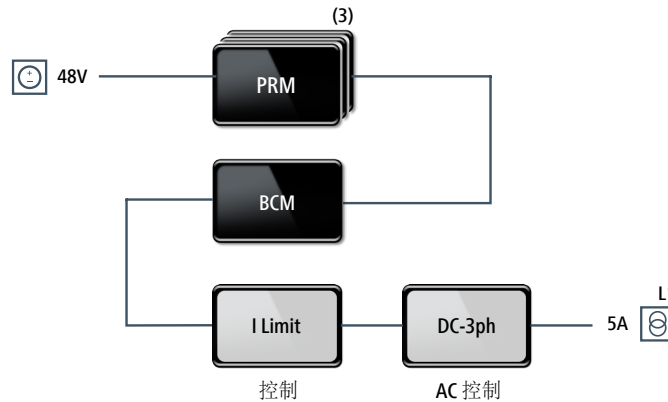 (3)
48V
PRM
BCM
I Limit
DC-3ph
5A
L
控制
AC 控制